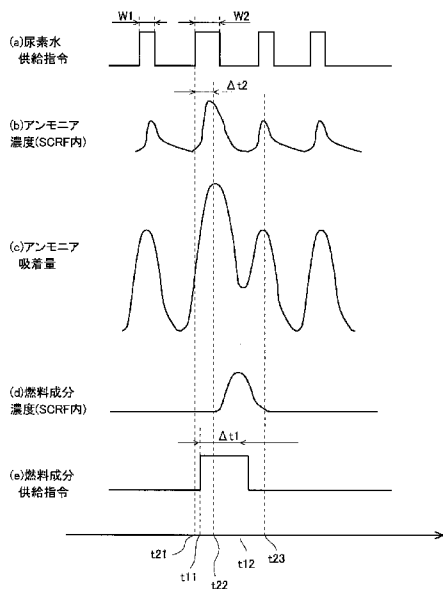 W1
W2
(a)尿素水
供給指令
Δt2
(b)アンモニア
濃度(SCRF内)
(c)アンモニア
吸着量
(d)燃料成分
濃度(SCRF内)
Δt1
(e)燃料成分
供給指令
t21
t11
t22
t12
t23